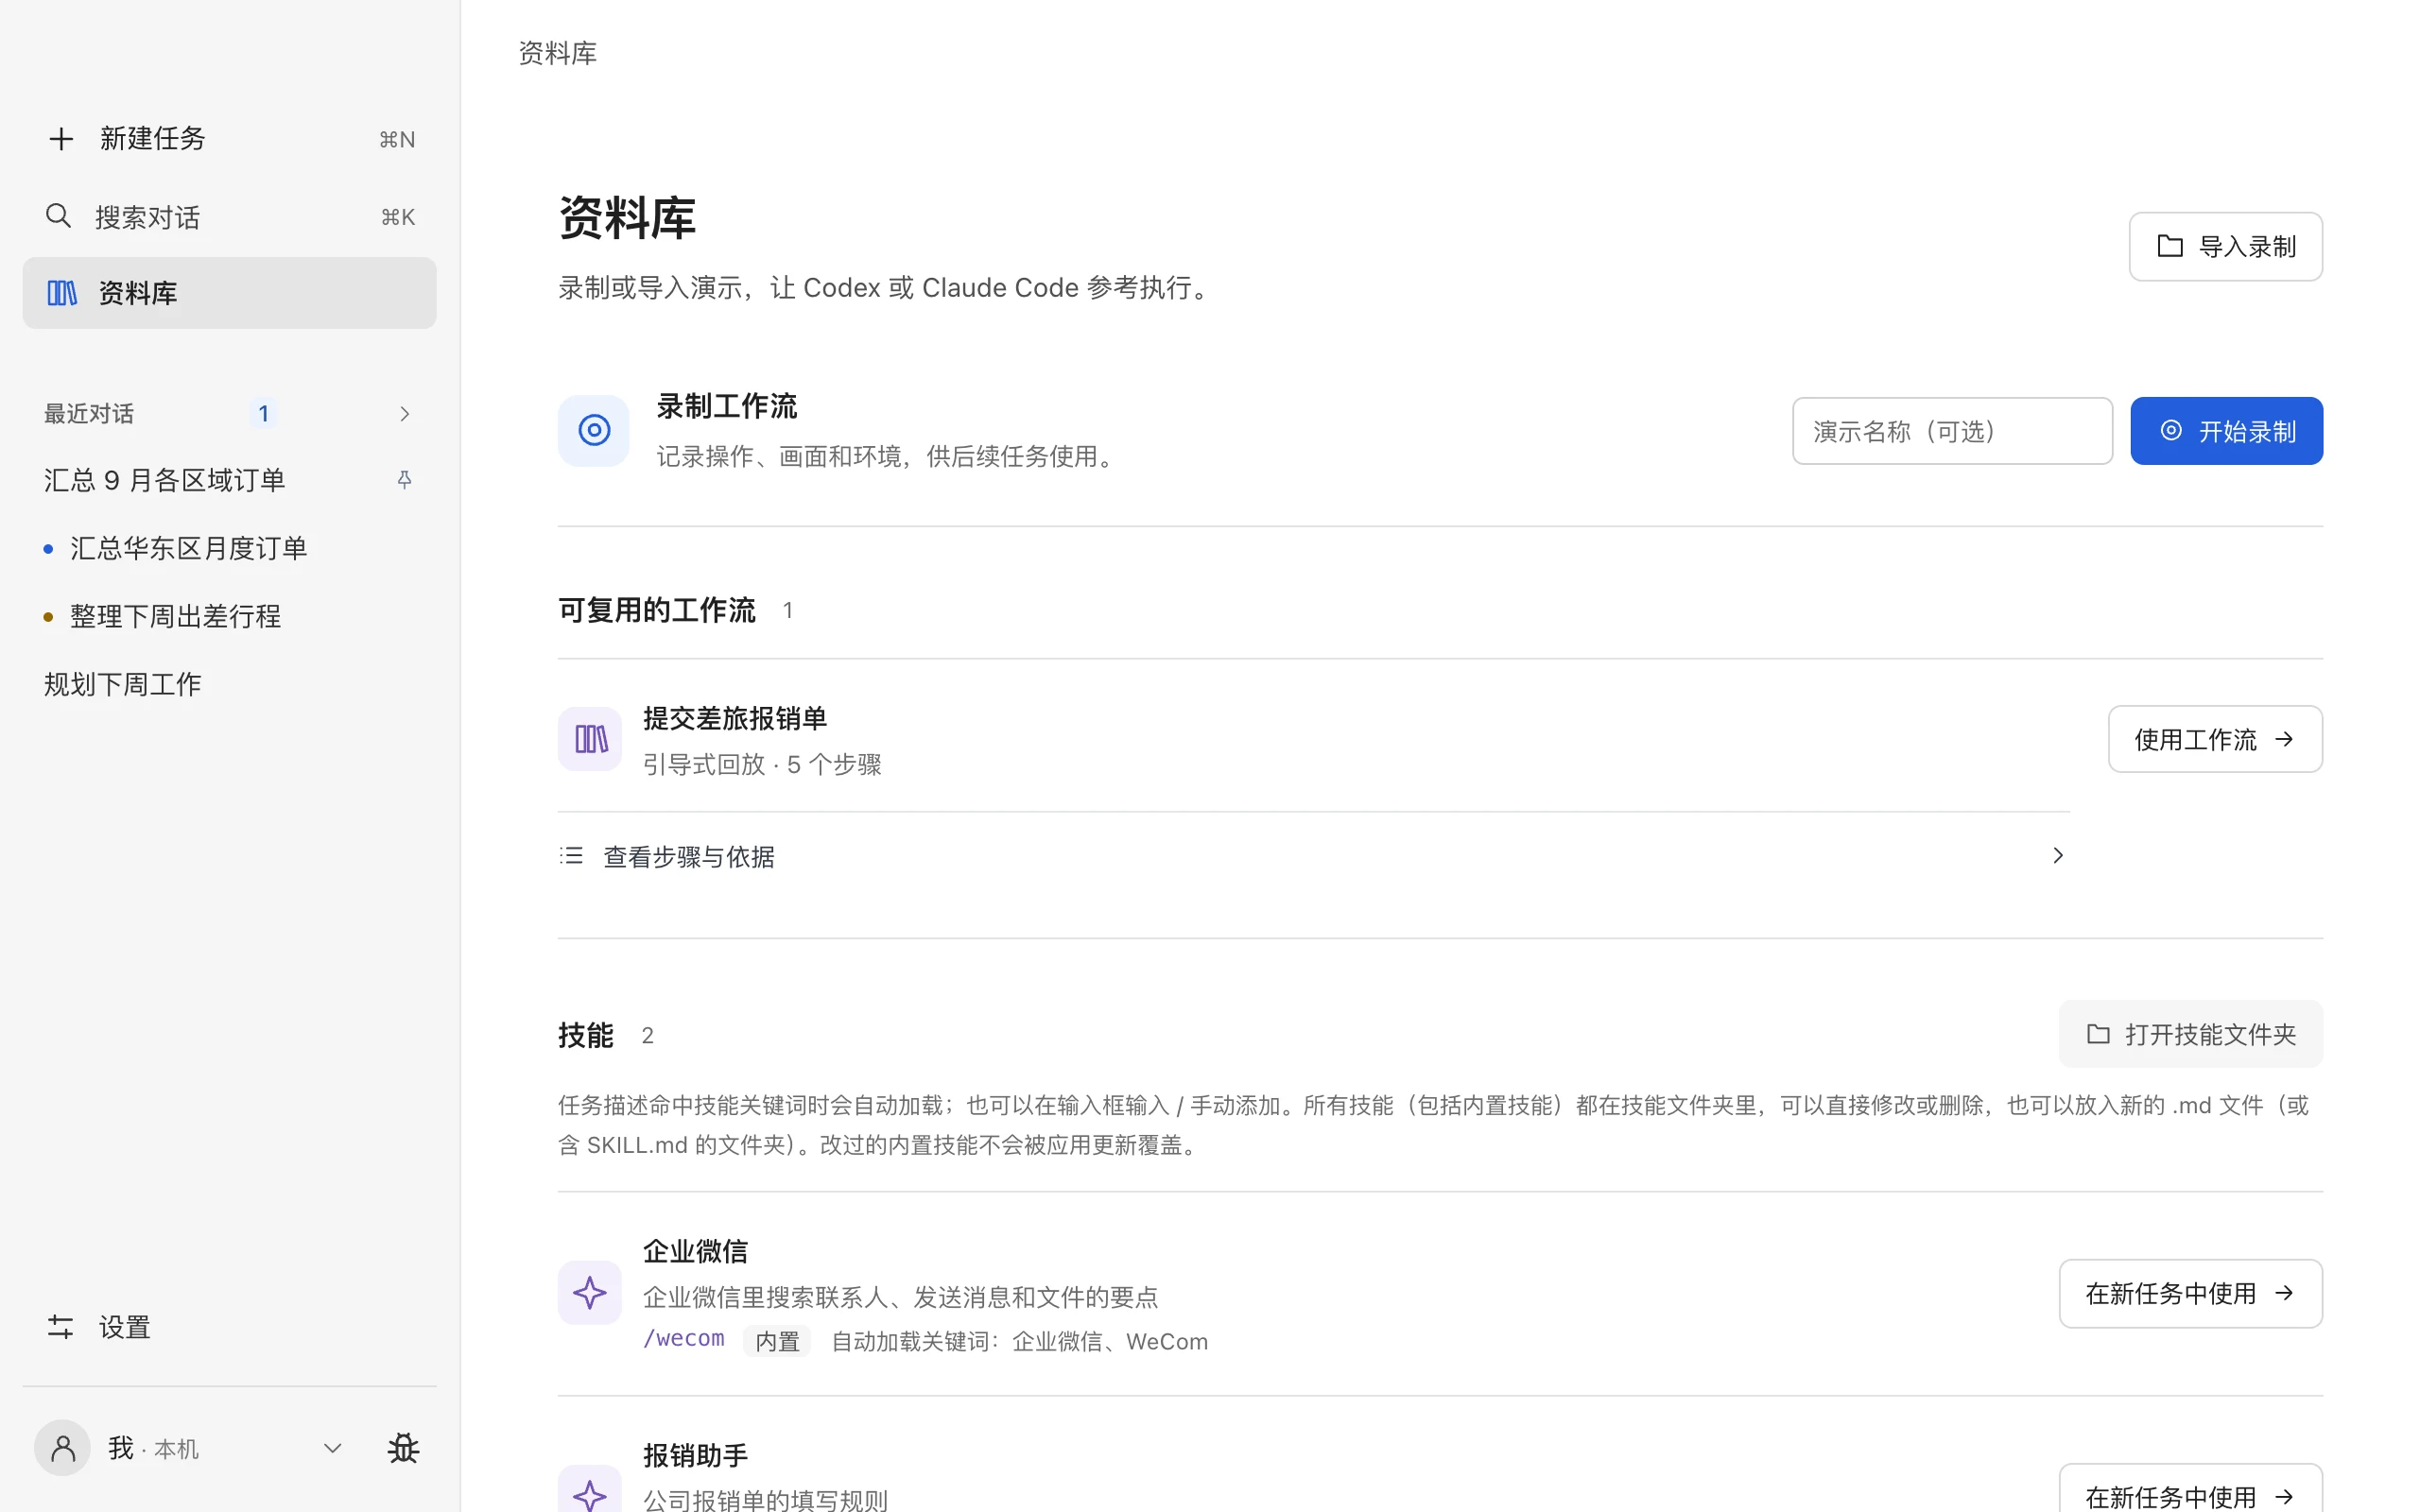 资料库
新建任务 ⌘N
搜索对话 ⌘K
资料库
最近对话 1
汇总 9 月各区域订单
汇总华东区月度订单
整理下周出差行程
规划下周工作
设置
我 · 本机
资料库
录制或导入演示，让 Codex 或 Claude Code 参考执行。
导入录制
录制工作流
记录操作、画面和环境，供后续任务使用。
演示名称（可选）
开始录制
可复用的工作流 1
提交差旅报销单
引导式回放 · 5 个步骤
使用工作流
查看步骤与依据
技能 2
打开技能文件夹
任务描述命中技能关键词时会自动加载；也可以在输入框输入 / 手动添加。所有技能（包括内置技能）都在技能文件夹里，可以直接修改或删除，也可以放入新的 .md 文件（或
含 SKILL.md 的文件夹）。改过的内置技能不会被应用更新覆盖。
企业微信
企业微信里搜索联系人、发送消息和文件的要点
/wecom 内置 自动加载关键词：企业微信、WeCom
在新任务中使用
报销助手
公司报销单的填写规则
在新任务中使用